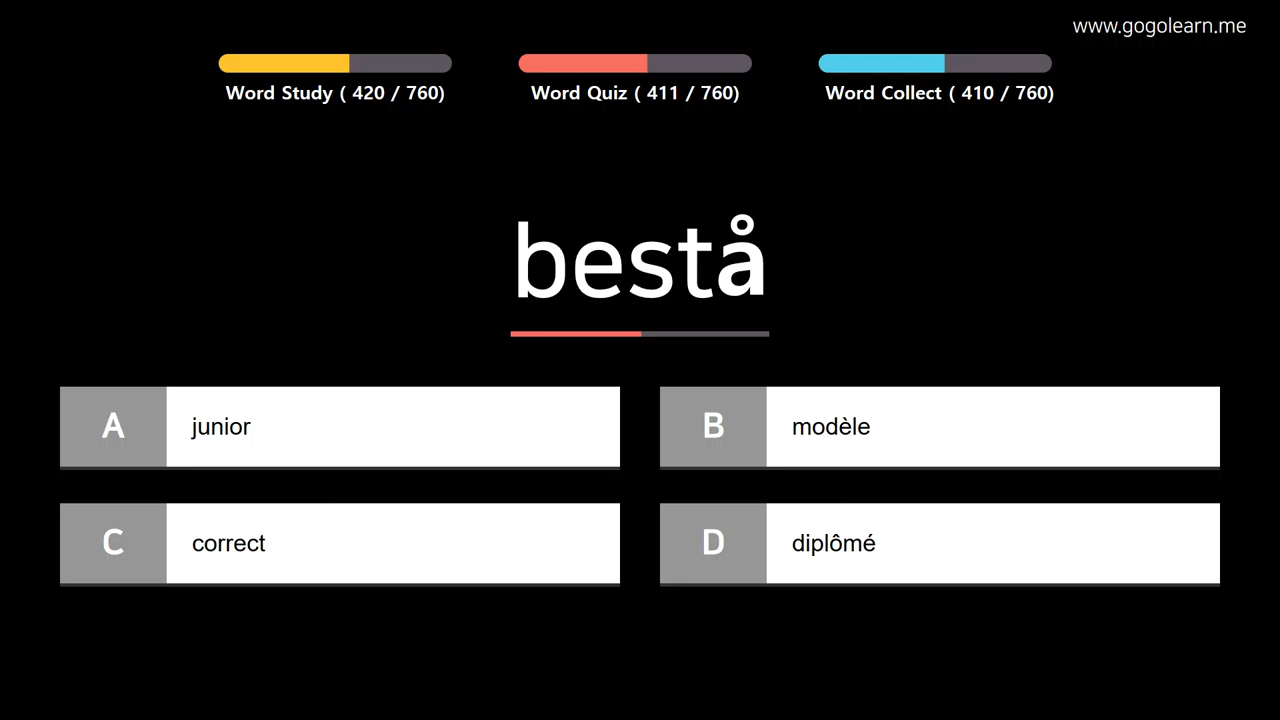 www.gogolearn.me
Word Study ( 420 / 760)
Word Quiz ( 411 / 760)
Word Collect ( 410 / 760)
bestå
A junior
B modèle
C correct
D diplômé